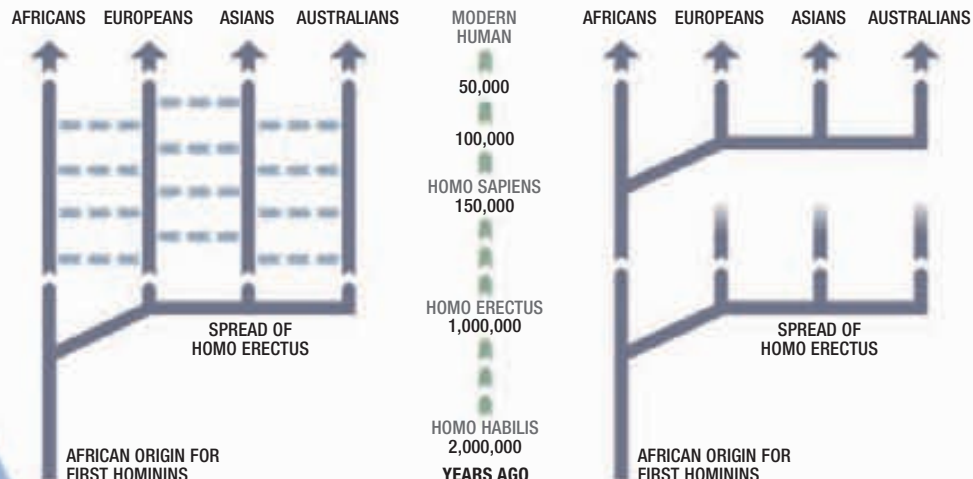 AFRICANS EUROPEANS ASIANS AUSTRALIANS
SPREAD OF
HOMO ERECTUS
AFRICAN ORIGIN FOR
FIRST HOMININS
MODERN
HUMAN
50,000
100,000
HOMO SAPIENS
150,000
HOMO ERECTUS
1,000,000
HOMO HABILIS
2,000,000
YEARS AGO
AFRICANS EUROPEANS ASIANS AUSTRALIANS
SPREAD OF
HOMO ERECTUS
AFRICAN ORIGIN FOR
FIRST HOMININS